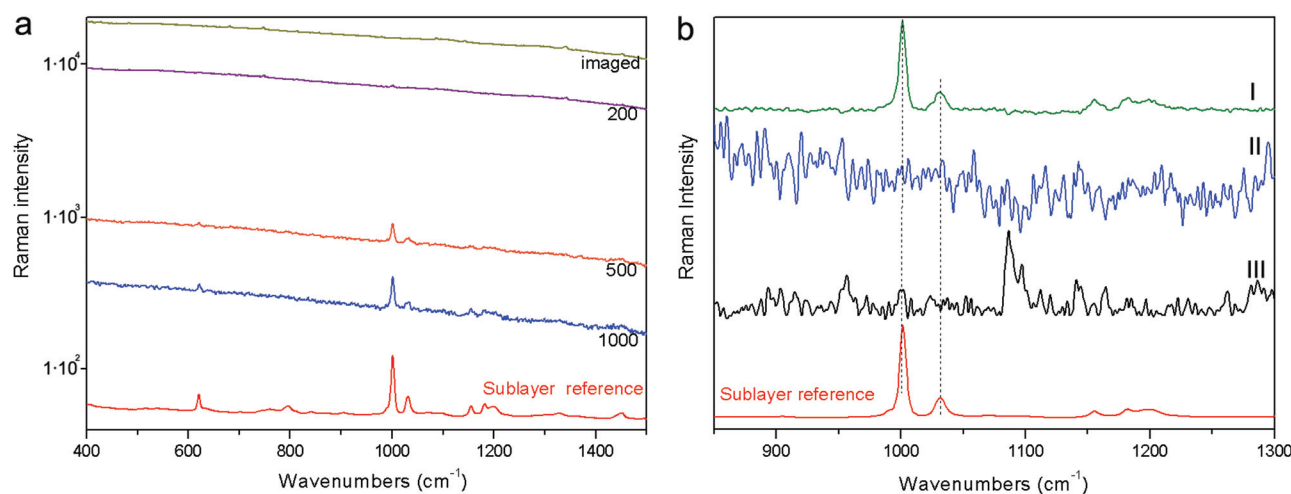 a
1·10⁴
1·10³
1·10²
Raman intensity
imaged
200
500
1000
Sublayer reference
400 600 800 1000 1200 1400
Wavenumbers (cm⁻¹)
b
Raman Intensity
I
II
III
Sublayer reference
900 1000 1100 1200 1300
Wavenumbers (cm⁻¹)